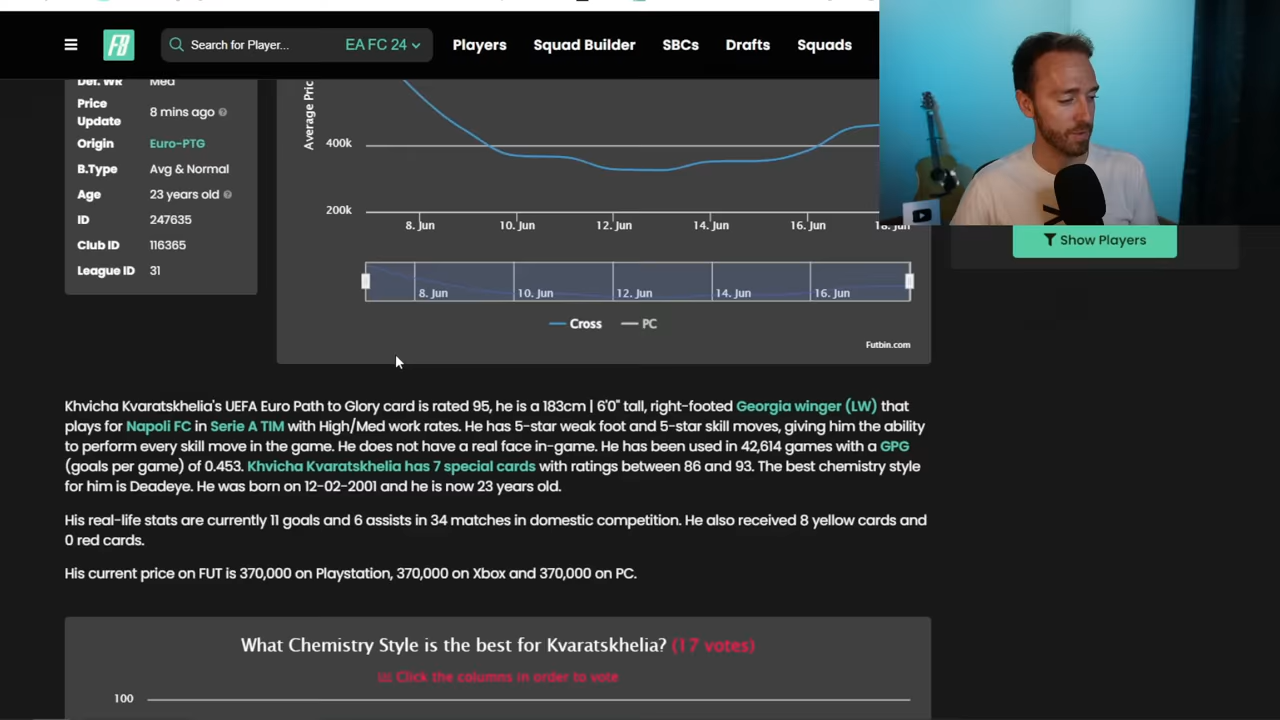 FB
Search for Player...
EA FC 24
Players
Squad Builder
SBCs
Drafts
Squads
Def. WR Med
Price Update 8 mins ago
Origin Euro-PTG
B.Type Avg & Normal
Age 23 years old
ID 247635
Club ID 116365
League ID 31
Average Pric
400k
200k
8. Jun
10. Jun
12. Jun
14. Jun
16. Jun
18. Jun
8. Jun
10. Jun
12. Jun
14. Jun
16. Jun
Cross
PC
Futbin.com
Show Players
Khvicha Kvaratskhelia's UEFA Euro Path to Glory card is rated 95, he is a 183cm | 6'0" tall, right-footed Georgia winger (LW) that
plays for Napoli FC in Serie A TIM with High/Med work rates. He has 5-star weak foot and 5-star skill moves, giving him the ability
to perform every skill move in the game. He does not have a real face in-game. He has been used in 42,614 games with a GPG
(goals per game) of 0.453. Khvicha Kvaratskhelia has 7 special cards with ratings between 86 and 93. The best chemistry style
for him is Deadeye. He was born on 12-02-2001 and he is now 23 years old.
His real-life stats are currently 11 goals and 6 assists in 34 matches in domestic competition. He also received 8 yellow cards and
0 red cards.
His current price on FUT is 370,000 on Playstation, 370,000 on Xbox and 370,000 on PC.
What Chemistry Style is the best for Kvaratskhelia? (17 votes)
Click the columns in order to vote
100